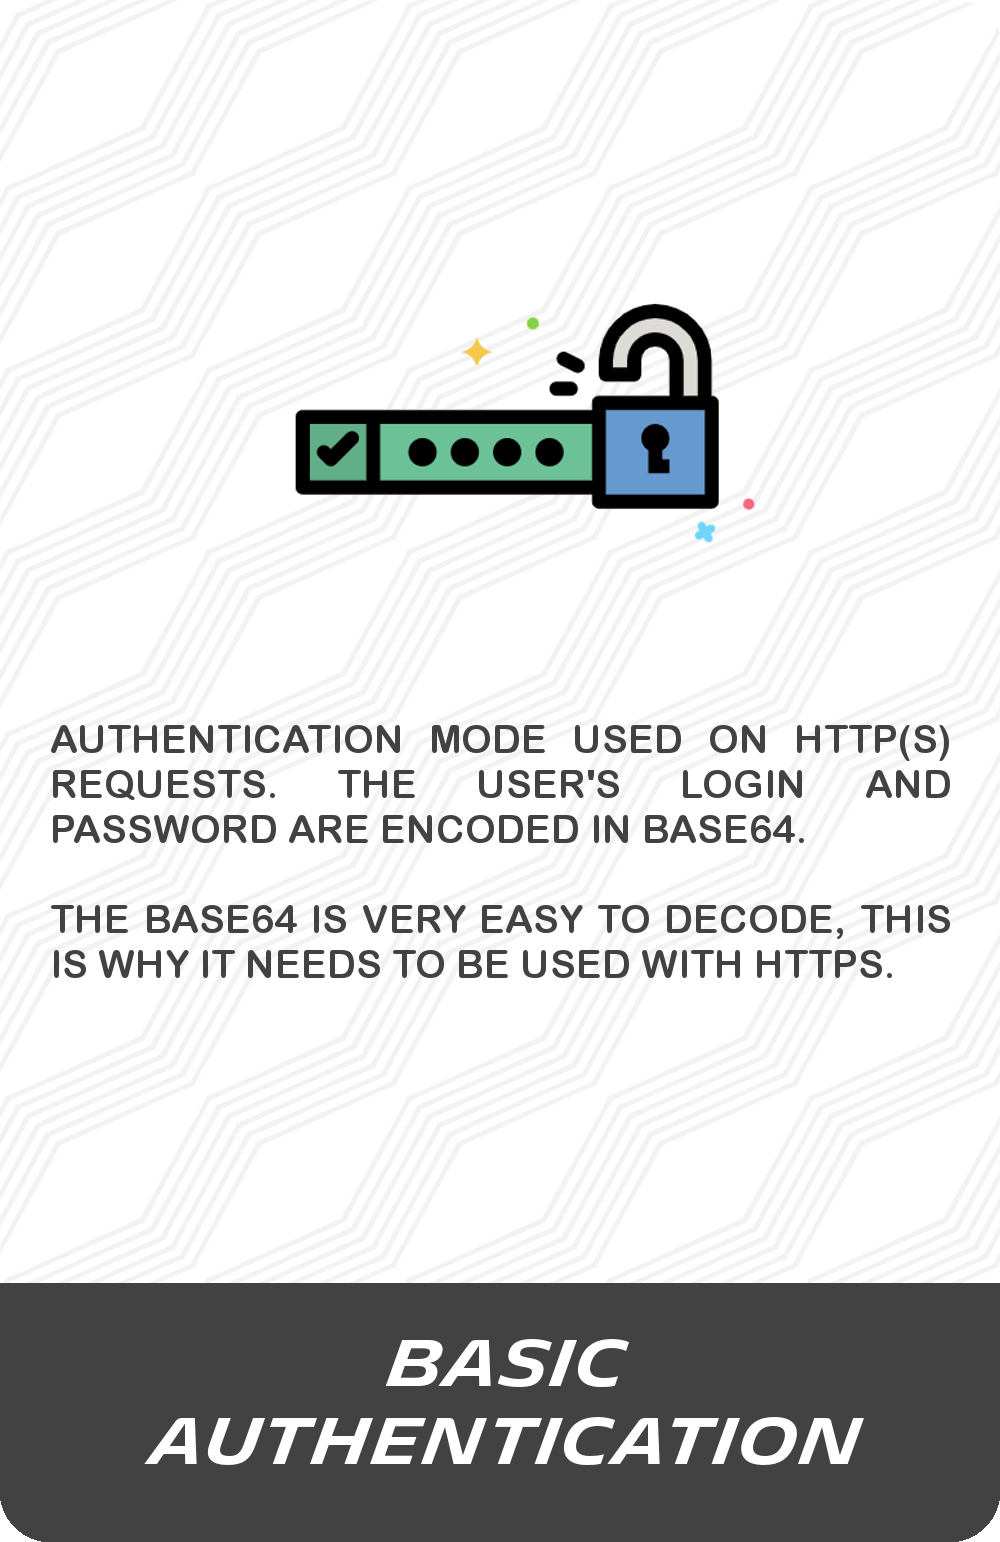 AUTHENTICATION MODE USED ON HTTP(S)
REQUESTS. THE USER'S LOGIN AND
PASSWORD ARE ENCODED IN BASE64.
THE BASE64 IS VERY EASY TO DECODE, THIS
IS WHY IT NEEDS TO BE USED WITH HTTPS.
BASIC
AUTHENTICATION